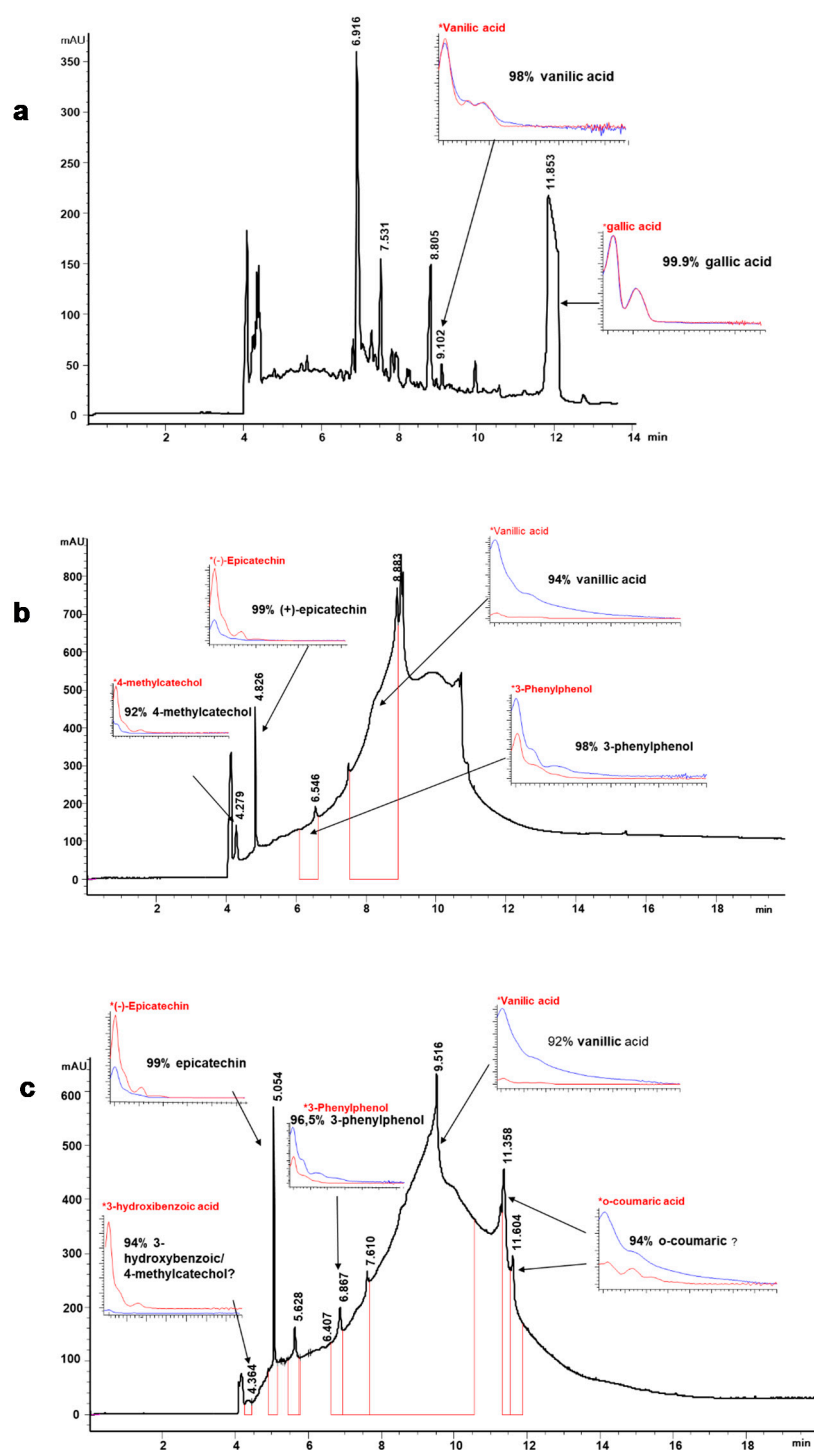 a
mAU
350
300
250
200
150
100
50
0
2
4
6
8
10
12
14
min
6.916
7.531
8.805
9.102
11.853
*Vanilic acid
98% vanilic acid
*gallic acid
99.9% gallic acid
b
mAU
800
700
600
500
400
300
200
100
0
2
4
6
8
10
12
14
16
18
min
4.279
4.826
6.546
8.883
*(-)-Epicatechin
99% (+)-epicatechin
*4-methylcatechol
92% 4-methylcatechol
*Vanillic acid
94% vanillic acid
*3-Phenylphenol
98% 3-phenylphenol
c
mAU
600
500
400
300
200
100
0
2
4
6
8
10
12
14
16
18
min
4.364
5.054
5.628
6.407
6.867
7.610
9.516
11.358
11.604
*(-)-Epicatechin
99% epicatechin
*3-Phenylphenol
96,5% 3-phenylphenol
*3-hydroxibenzoic acid
94% 3-
hydroxybenzoic/
4-methylcatechol?
*Vanilic acid
92% vanillic acid
*o-coumaric acid
94% o-coumaric ?